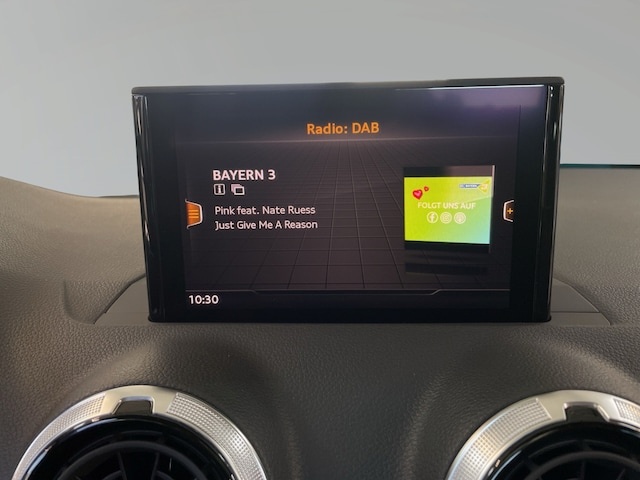 Radio: DAB
BAYERN 3
Pink feat. Nate Ruess
Just Give Me A Reason
FOLGT UNS AUF
10:30